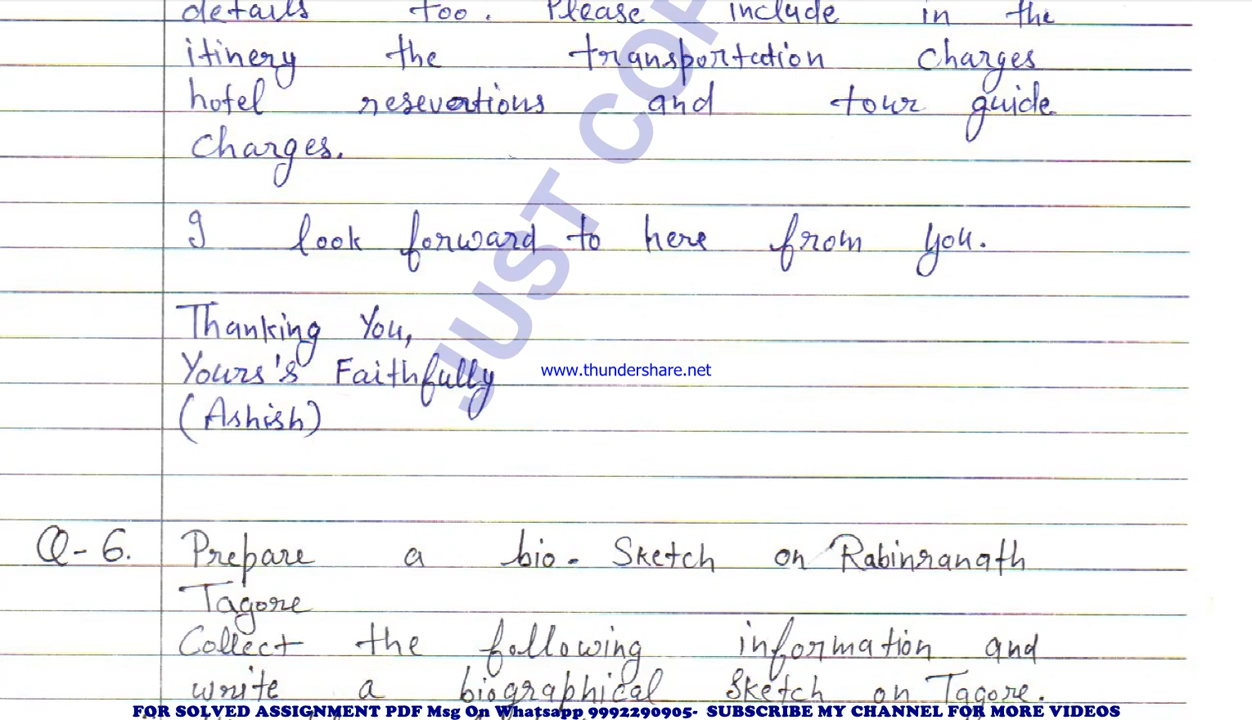 details too. Please include in the
itinery the transportation charges
hotel resevertions and tour guide
charges.
I look forward to here from you.
Thanking You,
Yours's Faithfully
www.thundershare.net
(Ashish)
JUST COP
Q-6. Prepare a bio-Sketch on Rabinranath
Tagore
Collect the following information and
write a biographical Sketch on Tagore.
FOR SOLVED ASSIGNMENT PDF Msg On Whatsapp 9992290905- SUBSCRIBE MY CHANNEL FOR MORE VIDEOS